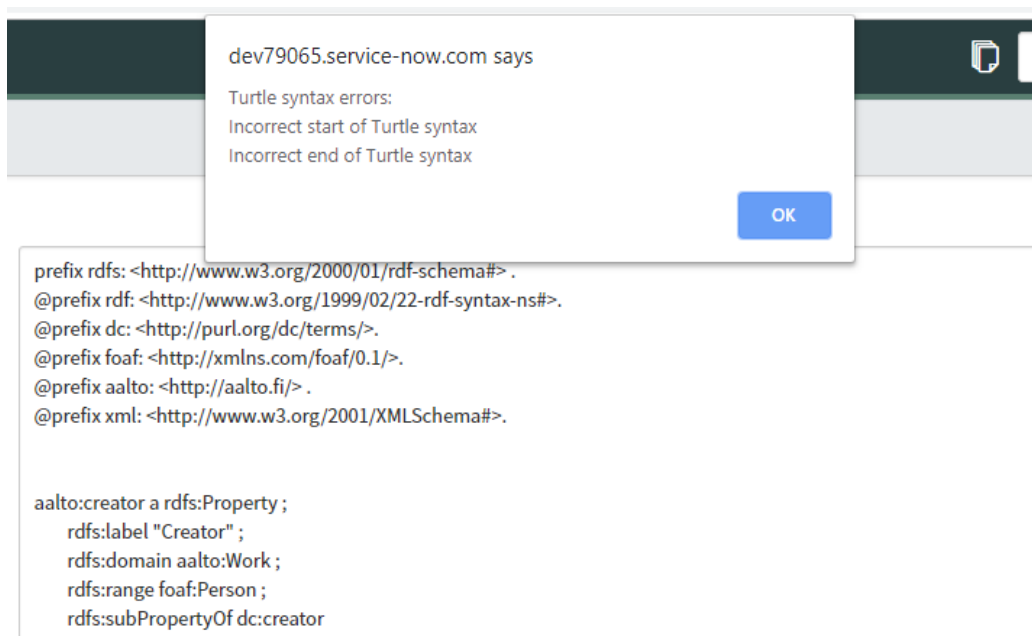 dev79065.service-now.com says
Turtle syntax errors:
Incorrect start of Turtle syntax
Incorrect end of Turtle syntax
OK
prefix rdfs: <http://www.w3.org/2000/01/rdf-schema#> .
@prefix rdf: <http://www.w3.org/1999/02/22-rdf-syntax-ns#>.
@prefix dc: <http://purl.org/dc/terms/>.
@prefix foaf: <http://xmlns.com/foaf/0.1/>.
@prefix aalto: <http://aalto.fi/> .
@prefix xml: <http://www.w3.org/2001/XMLSchema#>.
aalto:creator a rdfs:Property ;
rdfs:label "Creator" ;
rdfs:domain aalto:Work ;
rdfs:range foaf:Person ;
rdfs:subPropertyOf dc:creator